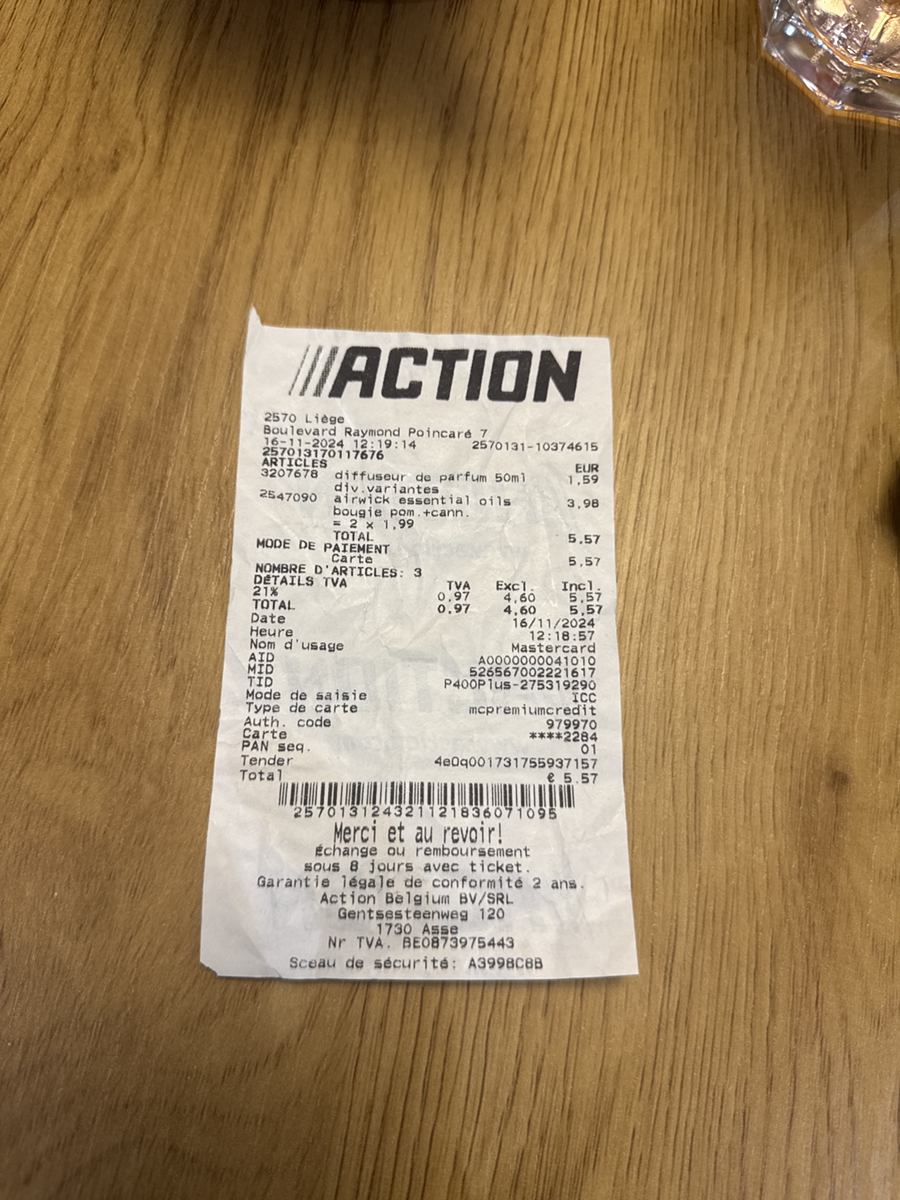 ACTION
2570 Liège
Boulevard Raymond Poincaré 7
16-11-2024 12:19:14 2570131-10374615
257013170117676
ARTICLES EUR
3207678 diffuseur de parfum 50ml 1,59
div.variantes
2547090 airwick essential oils 3,98
bougie pom.+cann.
= 2 x 1,99
TOTAL 5,57
MODE DE PAIEMENT
Carte 5,57
NOMBRE D'ARTICLES: 3
DÉTAILS TVA TVA Excl. Incl.
21% 0,97 4,60 5,57
TOTAL 0,97 4,60 5,57
Date 16/11/2024
Heure 12:18:57
Nom d'usage Mastercard
AID A0000000041010
MID 526567002221617
TID P400Plus-275319290
Mode de saisie ICC
Type de carte mcpremiumcredit
Auth. code 979970
Carte ****2284
PAN seq. 01
Tender 4e0q001731755937157
Total € 5.57
257013124321121836071095
Merci et au revoir!
Échange ou remboursement
sous 8 jours avec ticket.
Garantie légale de conformité 2 ans.
Action Belgium BV/SRL
Gentsesteenweg 120
1730 Asse
Nr TVA. BE0873975443
Sceau de sécurité: A3998C8B